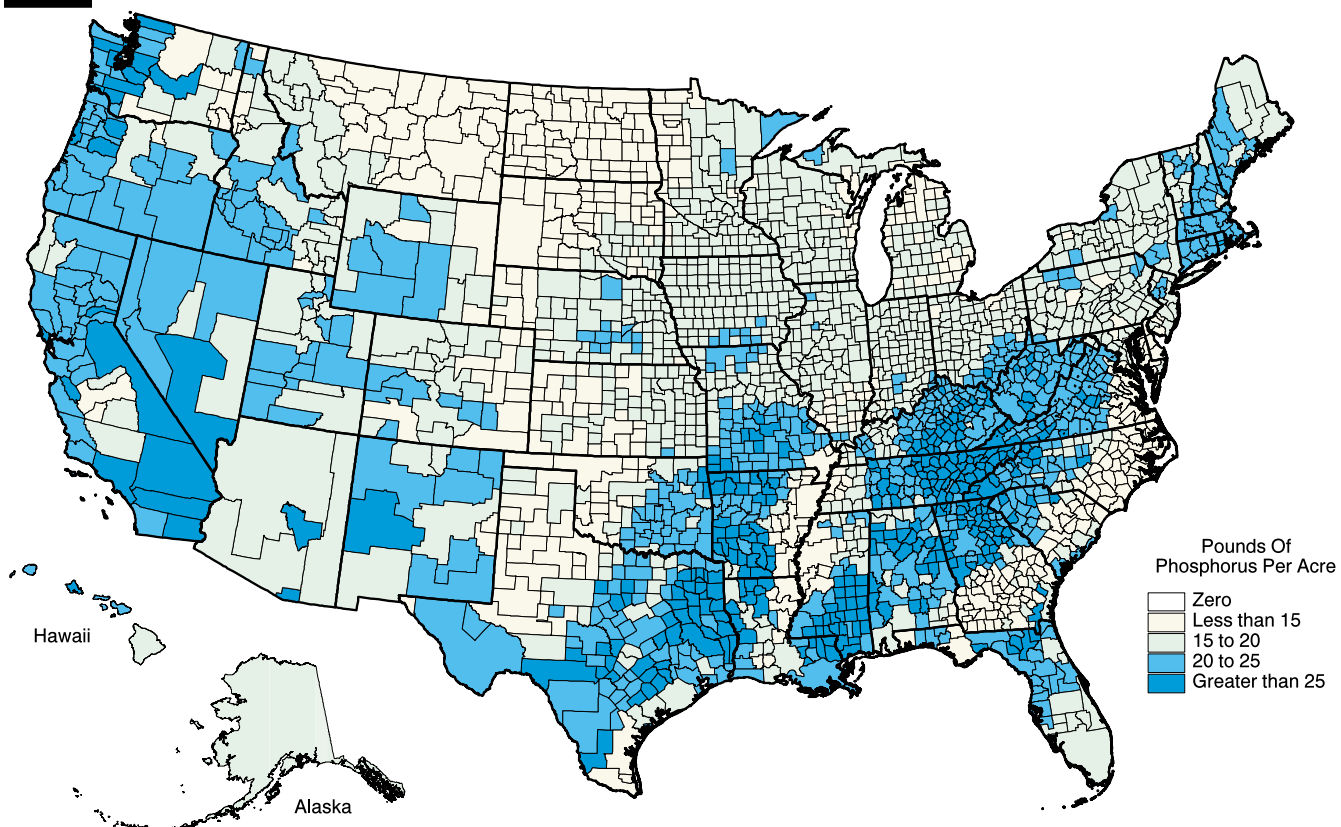 Pounds Of
Phosphorus Per Acre
Zero
Less than 15
15 to 20
20 to 25
Greater than 25
Hawaii
Alaska